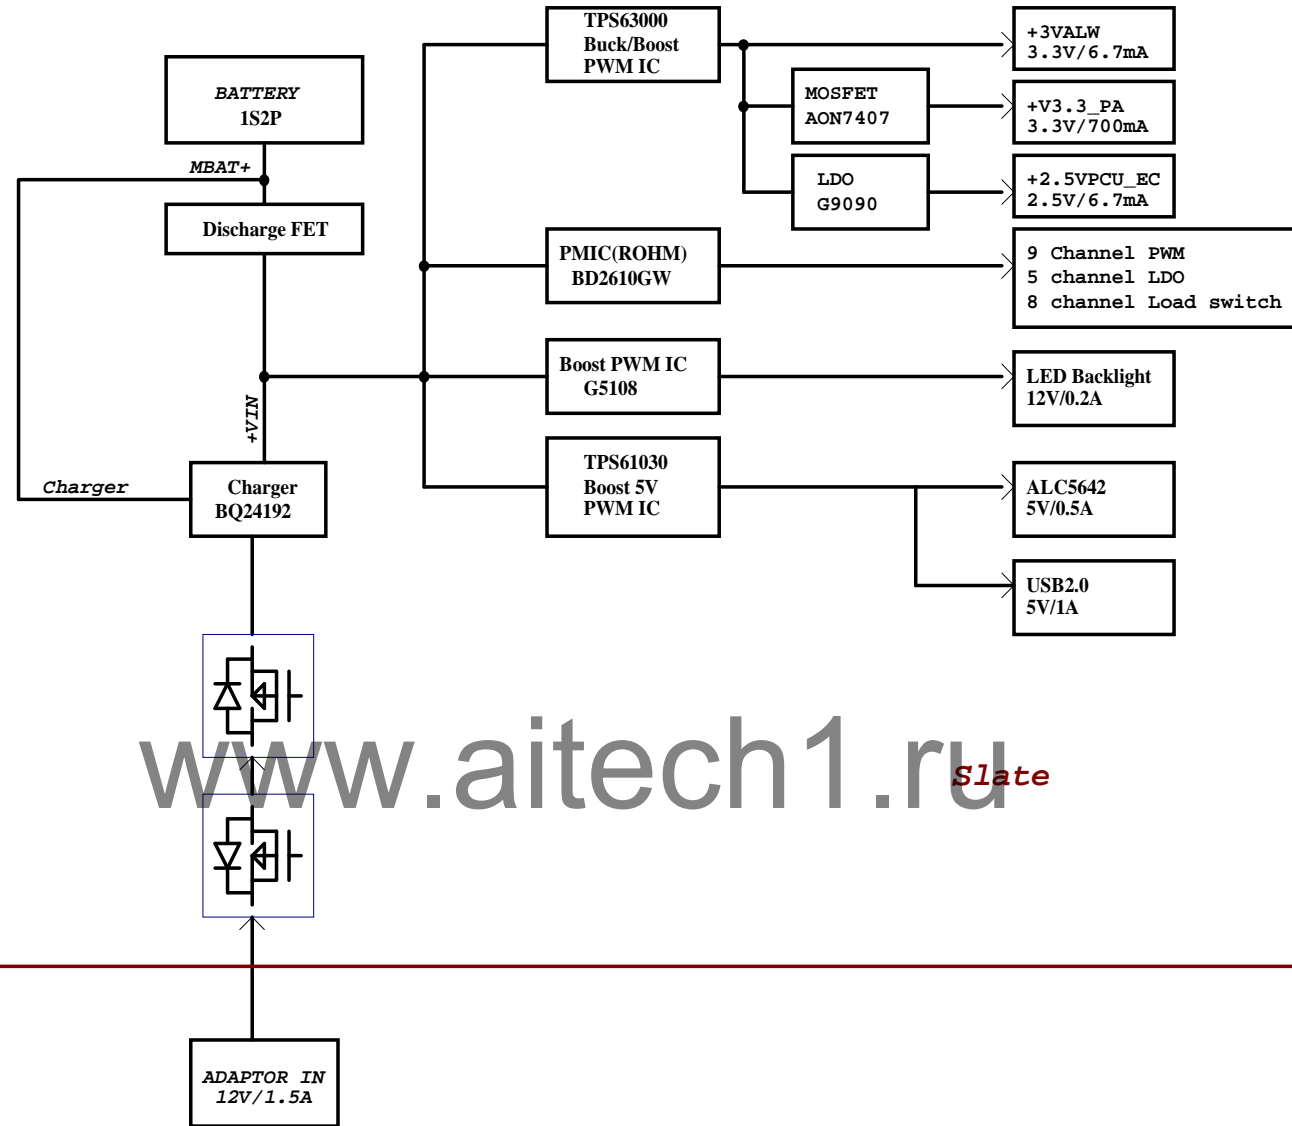 TPS63000
Buck/Boost
PWM IC
+3VALW
3.3V/6.7mA
BATTERY
1S2P
MOSFET
AON7407
+V3.3_PA
3.3V/700mA
MBAT+
LDO
G9090
+2.5VPCU_EC
2.5V/6.7mA
Discharge FET
PMIC(ROHM)
BD2610GW
9 Channel PWM
5 channel LDO
8 channel Load switch
Boost PWM IC
G5108
LED Backlight
12V/0.2A
+VIN
Charger
Charger
BQ24192
TPS61030
Boost 5V
PWM IC
ALC5642
5V/0.5A
USB2.0
5V/1A
www.aitech1.ru
Slate
ADAPTOR IN
12V/1.5A